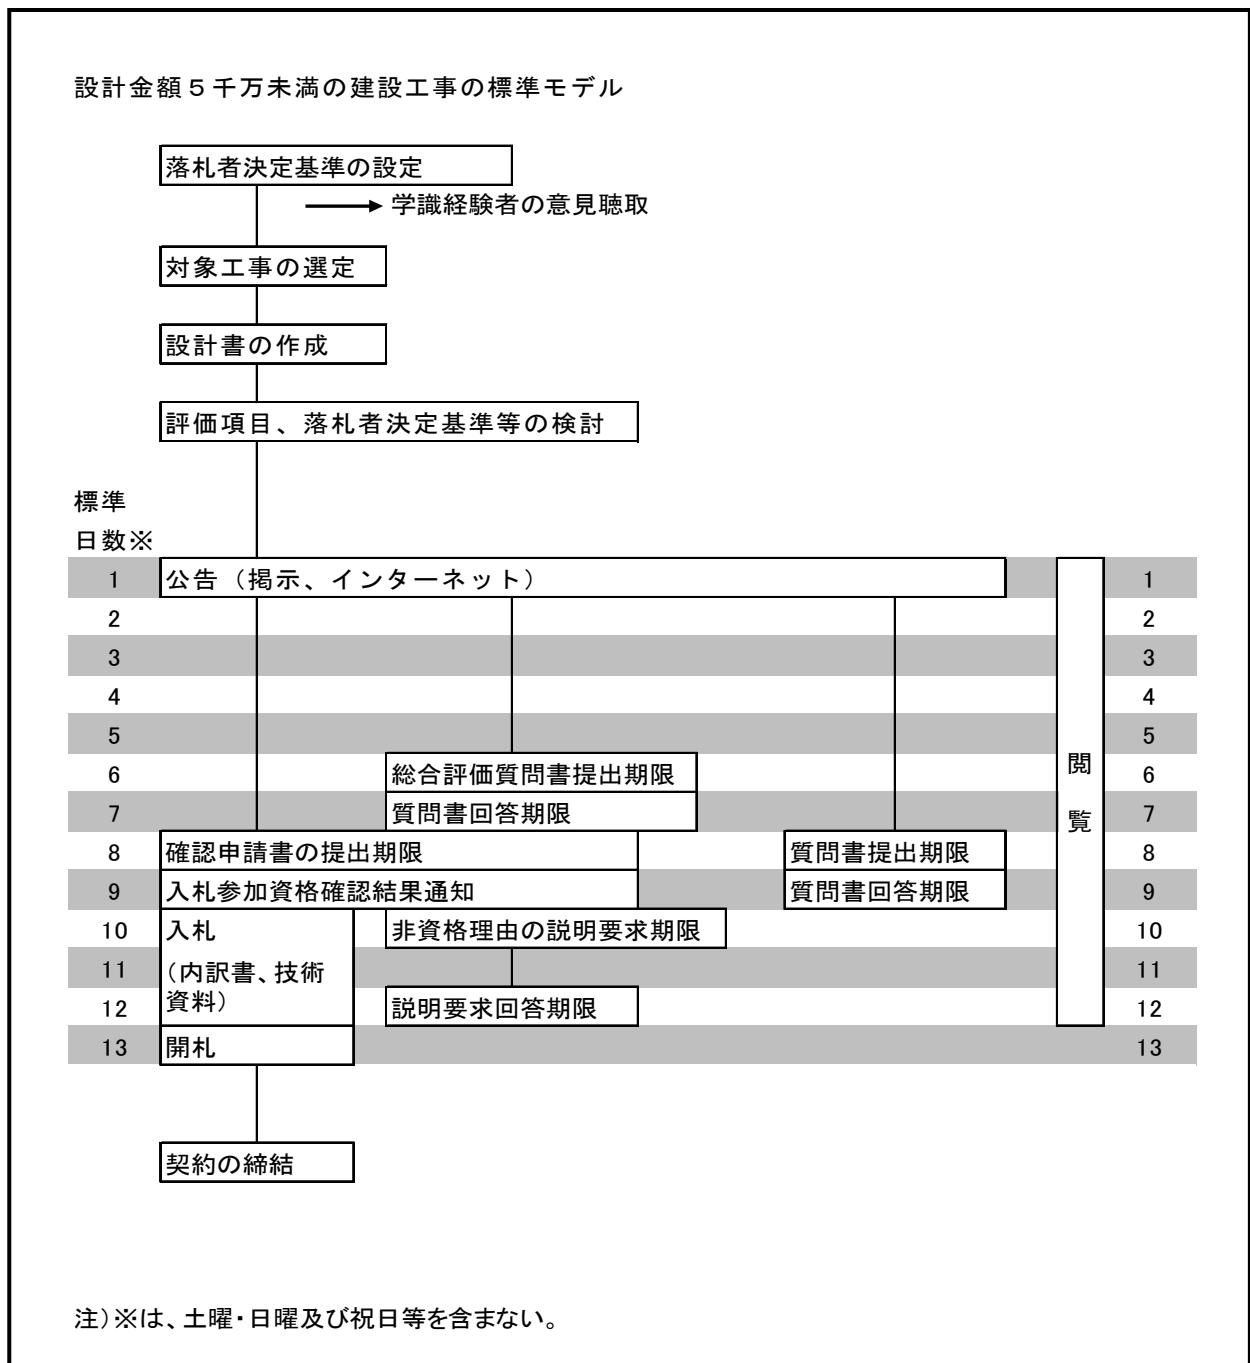 設計金額５千万未満の建設工事の標準モデル
落札者決定基準の設定
学識経験者の意見聴取
対象工事の選定
設計書の作成
評価項目、落札者決定基準等の検討
標準
日数※
1 公告（掲示、インターネット） 1
2 2
3 3
4 4
5 5
閲覧
6 総合評価質問書提出期限 6
7 質問書回答期限 7
8 確認申請書の提出期限 質問書提出期限 8
9 入札参加資格確認結果通知 質問書回答期限 9
10 入札 非資格理由の説明要求期限 10
11 （内訳書、技術 11
12 資料） 説明要求回答期限 12
13 開札 13
契約の締結
注）※は、土曜・日曜及び祝日等を含まない。